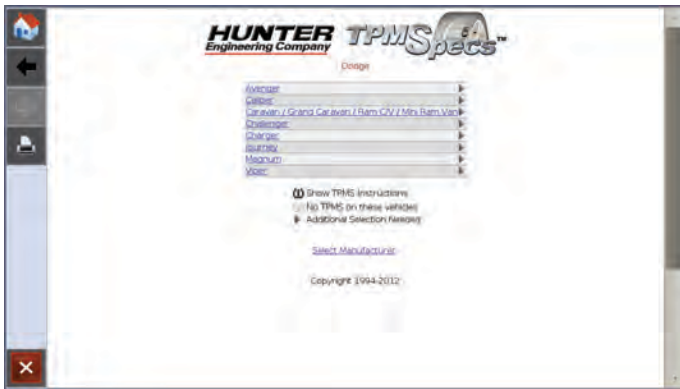 HUNTER
Engineering Company
TPMSpecs™
Dodge
Avenger
Caliber
Caravan / Grand Caravan / Ram C/V / Mini Ram Van
Challenger
Charger
Journey
Magnum
Viper
Show TPMS Instructions
No TPMS on these vehicles
Additional Selection Needed
Select Manufacturer
Copyright 1994-2012